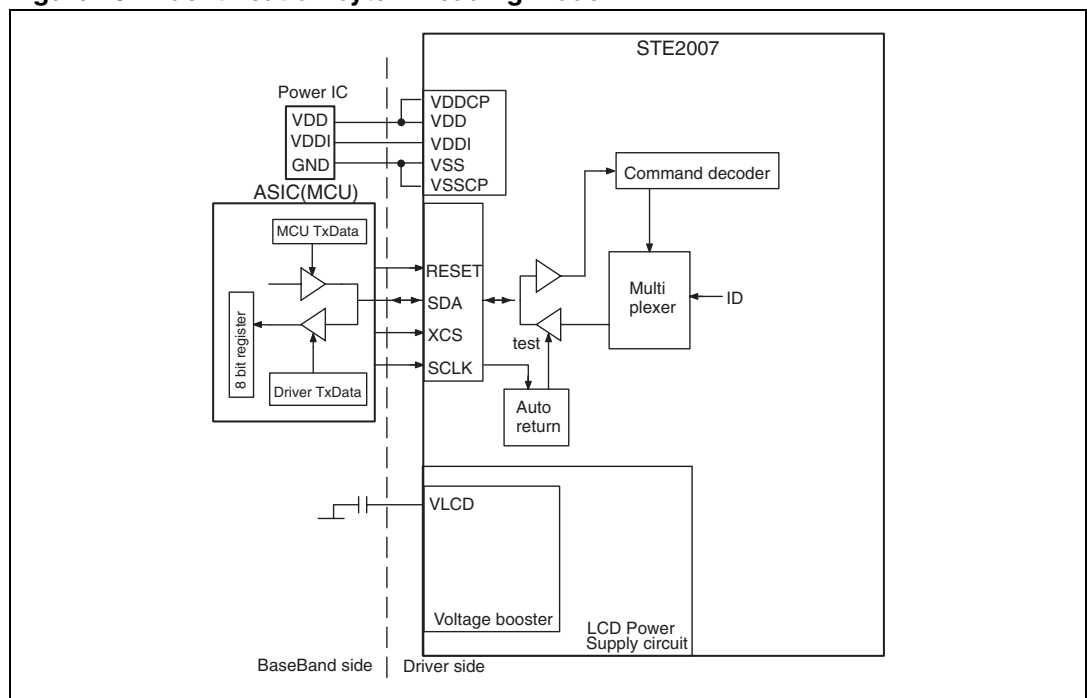 STE2007
Power IC
VDD
VDDI
GND
VDDCP
VDD
VDDI
VSS
VSSCP
ASIC(MCU)
MCU TxData
8 bit register
Driver TxData
RESET
SDA
XCS
SCLK
Command decoder
Multi
plexer
ID
test
Auto
return
VLCD
Voltage booster
LCD Power
Supply circuit
BaseBand side
Driver side